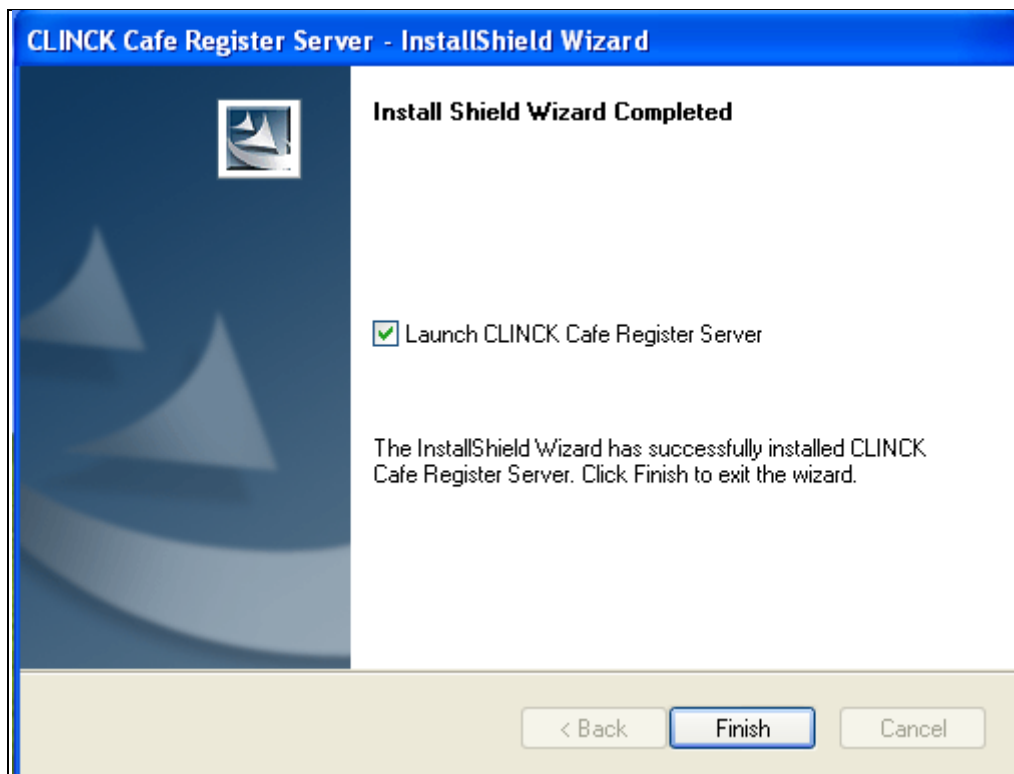 CLINCK Cafe Register Server - InstallShield Wizard
Install Shield Wizard Completed
Launch CLINCK Cafe Register Server
The InstallShield Wizard has successfully installed CLINCK
Cafe Register Server. Click Finish to exit the wizard.
< Back Finish Cancel